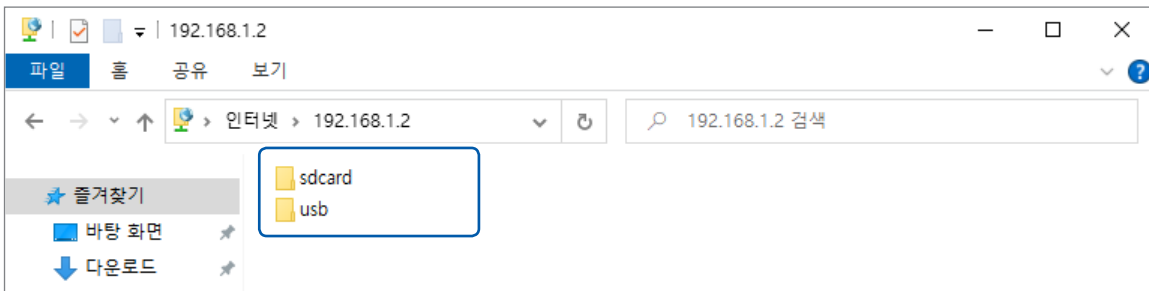 192.168.1.2
파일 홈 공유 보기
인터넷 > 192.168.1.2
192.168.1.2 검색
즐겨찾기
바탕 화면
다운로드
sdcard
usb